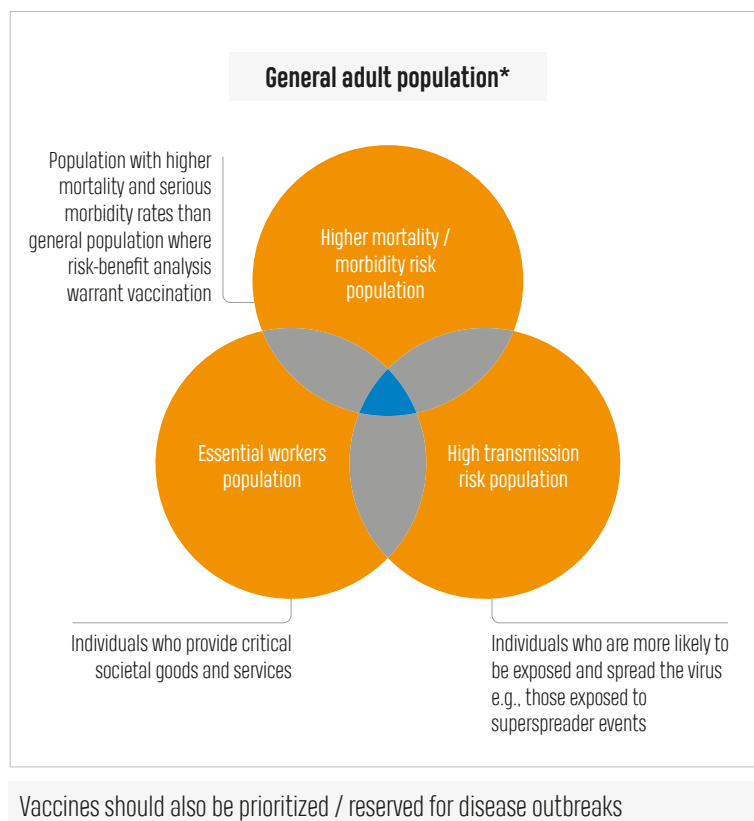 General adult population*
Population with higher
mortality and serious
morbidity rates than
general population where
risk-benefit analysis
warrant vaccination
Higher mortality /
morbidity risk
population
Essential workers
population
High transmission
risk population
Individuals who provide critical
societal goods and services
Individuals who are more likely to
be exposed and spread the virus
e.g., those exposed to
superspreader events
Vaccines should also be prioritized / reserved for disease outbreaks